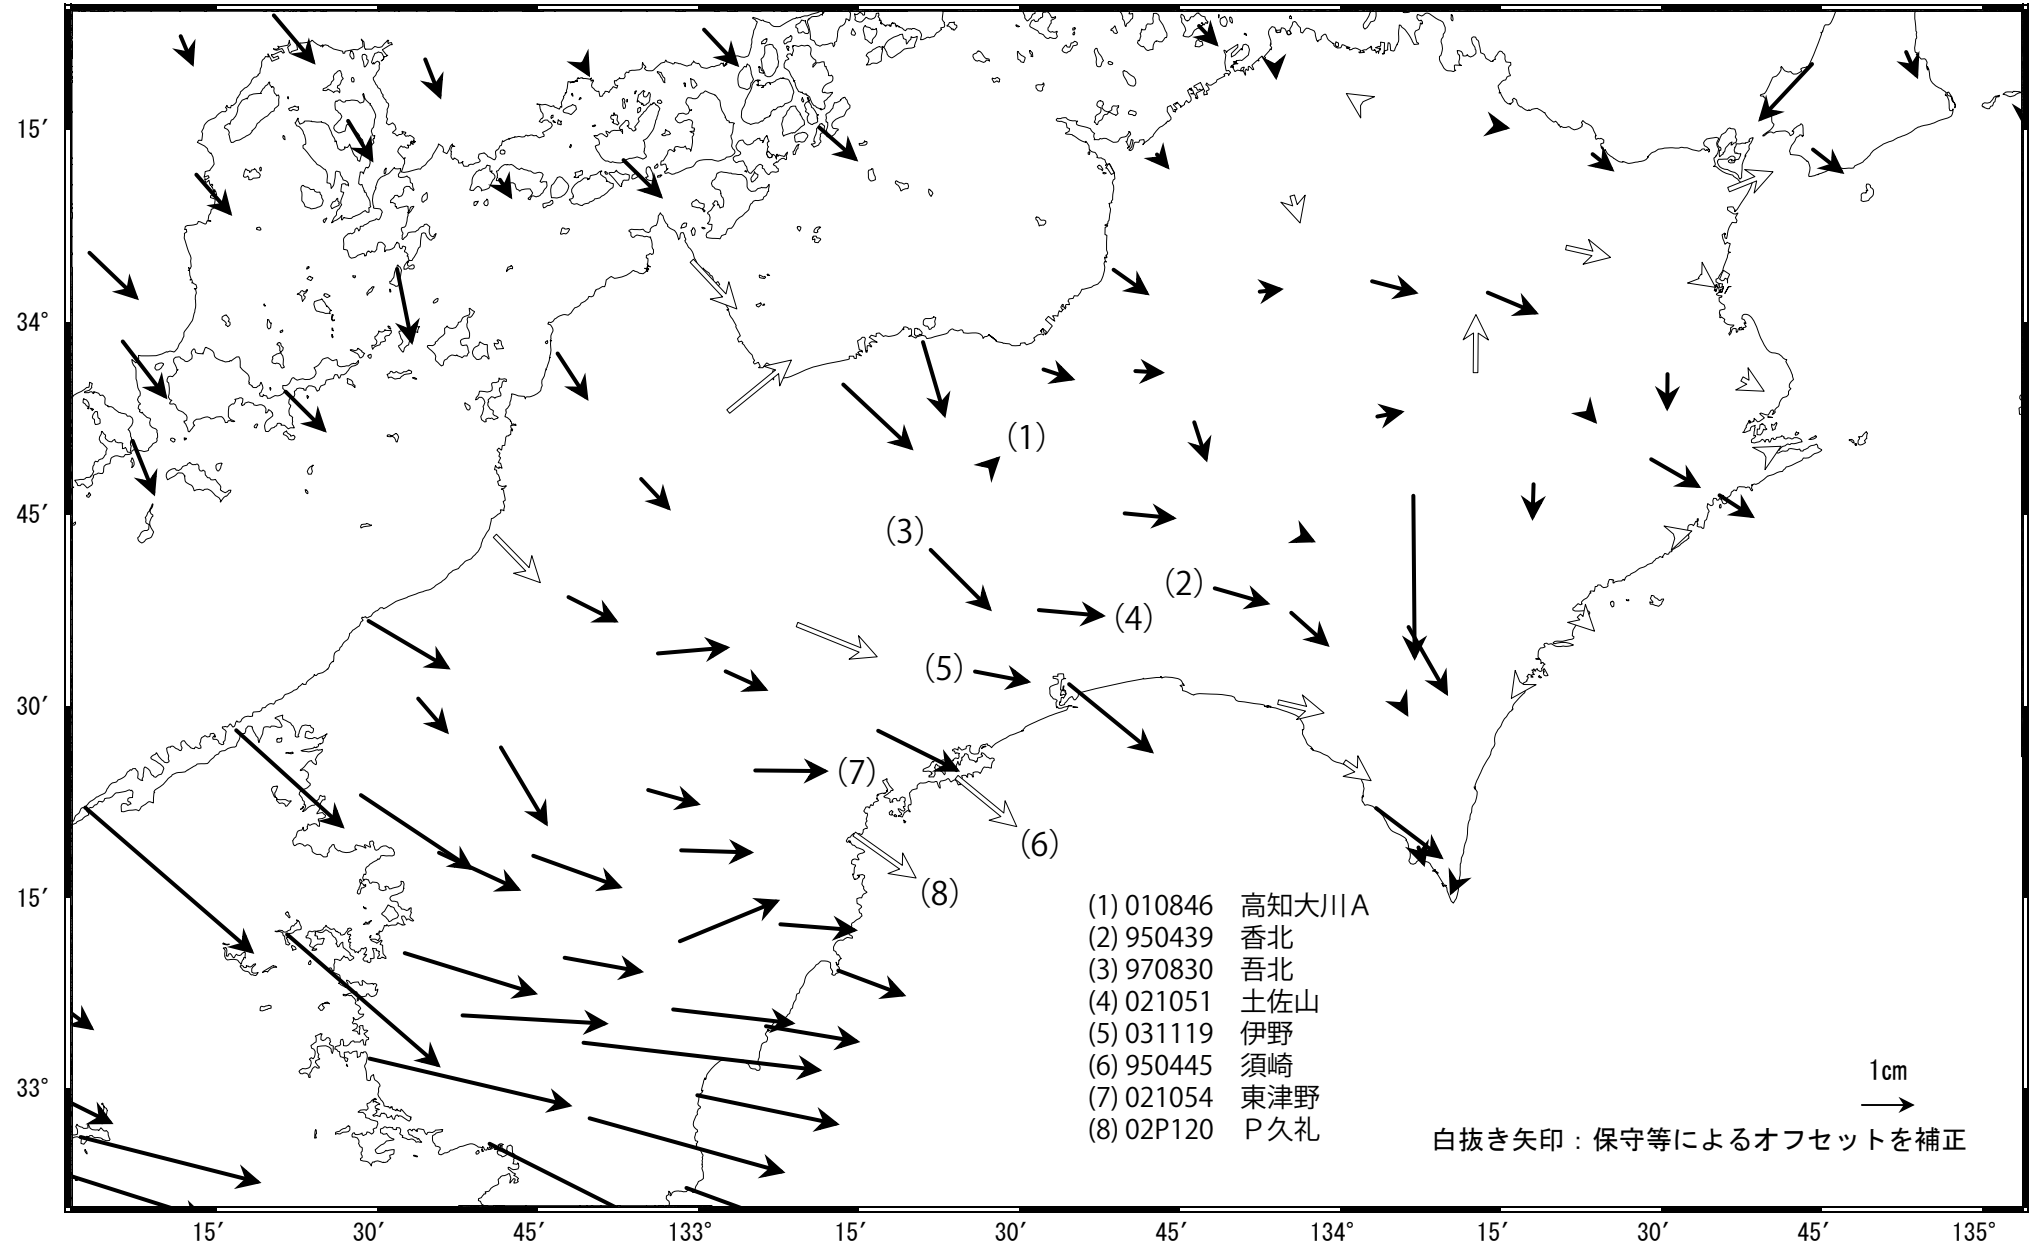 15′
34°
45′
30′
15′
33°
(1)
(3)
(2)
(4)
(5)
(7)
(6)
(8)
(1) 010846 高知大川Ａ
(2) 950439 香北
(3) 970830 吾北
(4) 021051 土佐山
(5) 031119 伊野
(6) 950445 須崎
(7) 021054 東津野
(8) 02P120 Ｐ久礼
1cm
白抜き矢印：保守等によるオフセットを補正
15′ 30′ 45′ 133° 15′ 30′ 45′ 134° 15′ 30′ 45′ 135°